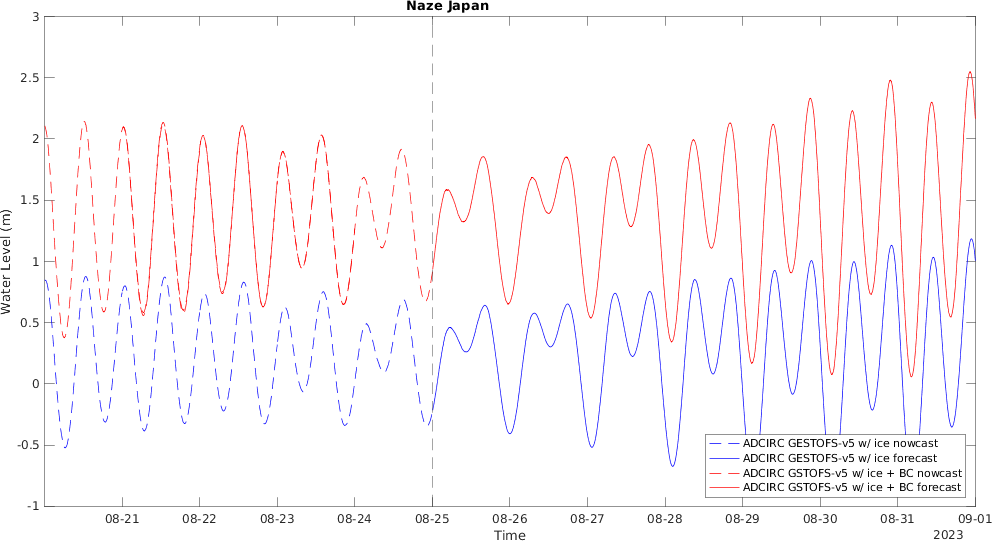 Naze Japan
3
2.5
2
1.5
1
0.5
0
-0.5
-1
Water Level (m)
ADCIRC GESTOFS-v5 w/ ice nowcast
ADCIRC GESTOFS-v5 w/ ice forecast
ADCIRC GSTOFS-v5 w/ ice + BC nowcast
ADCIRC GSTOFS-v5 w/ ice + BC forecast
08-21 08-22 08-23 08-24 08-25 08-26 08-27 08-28 08-29 08-30 08-31 09-01
Time
2023